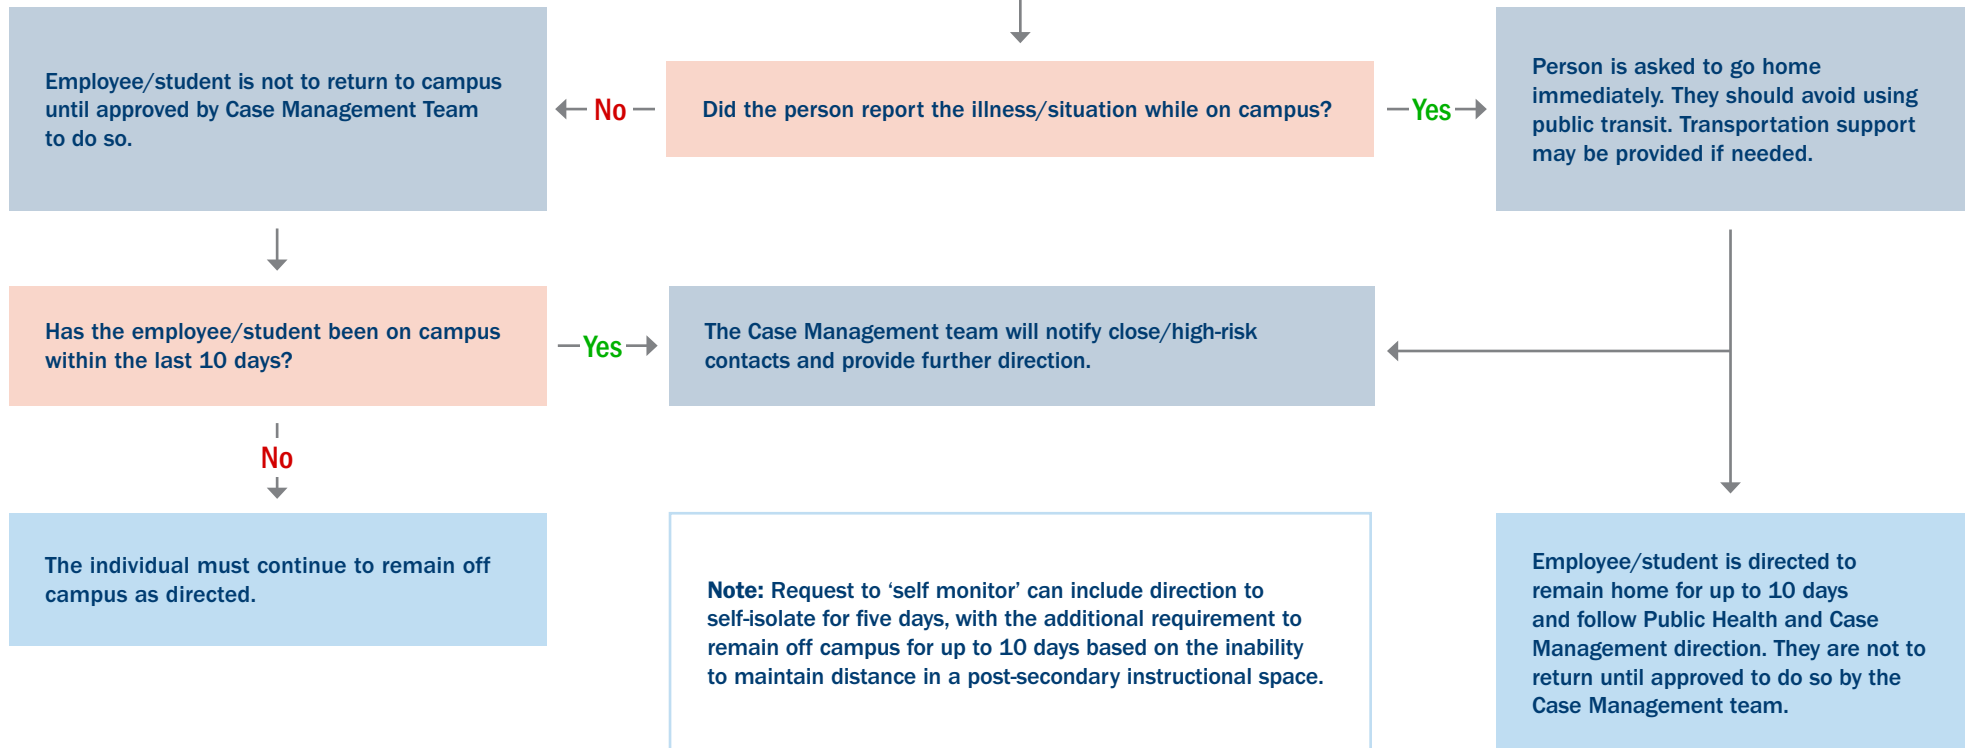 Employee/student is not to return to campus
until approved by Case Management Team
to do so.
No
Did the person report the illness/situation while on campus?
Yes
Person is asked to go home
immediately. They should avoid using
public transit. Transportation support
may be provided if needed.
Has the employee/student been on campus
within the last 10 days?
Yes
The Case Management team will notify close/high-risk
contacts and provide further direction.
No
The individual must continue to remain off
campus as directed.
Note: Request to ‘self monitor’ can include direction to
self-isolate for five days, with the additional requirement to
remain off campus for up to 10 days based on the inability
to maintain distance in a post-secondary instructional space.
Employee/student is directed to
remain home for up to 10 days
and follow Public Health and Case
Management direction. They are not to
return until approved to do so by the
Case Management team.